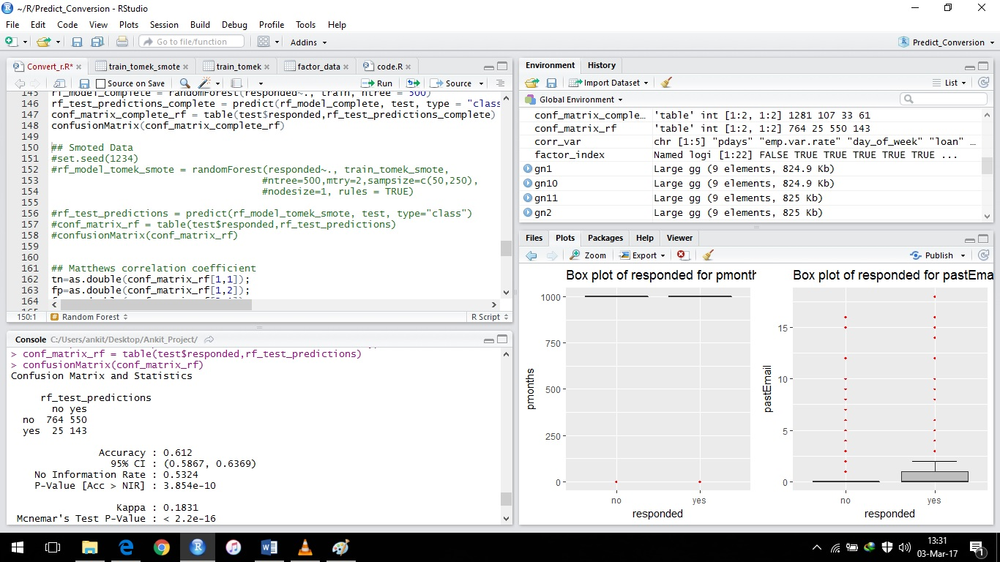 ~/R/Predict_Conversion - RStudio
File Edit Code View Plots Session Build Debug Profile Tools Help
Go to file/function Addins Predict_Conversion
Convert_r.R* train_tomek_smote train_tomek factor_data code.R
Source on Save Run Source
145 rf_model_complete = randomForest(responded~., train, ntree = 500)
146 rf_test_predictions_complete = predict(rf_model_complete, test, type = "class
147 conf_matrix_complete_rf = table(test$responded,rf_test_predictions_complete)
148 confusionMatrix(conf_matrix_complete_rf)
149
150 ## Smoted Data
151 #set.seed(1234)
152 #rf_model_tomek_smote = randomForest(responded~., train_tomek_smote,
153 #ntree=500,mtry=2,sampsize=c(50,250),
154 #nodesize=1, rules = TRUE)
155
156 #rf_test_predictions = predict(rf_model_tomek_smote, test, type="class")
157 #conf_matrix_rf = table(test$responded,rf_test_predictions)
158 #confusionMatrix(conf_matrix_rf)
159
160
161 ## Matthews correlation coefficient
162 tn=as.double(conf_matrix_rf[1,1]);
163 fp=as.double(conf_matrix_rf[1,2]);
164
150:1 # Random Forest R Script
Console C:/Users/ankit/Desktop/Ankit_Project/
> conf_matrix_rf = table(test$responded,rf_test_predictions)
> confusionMatrix(conf_matrix_rf)
Confusion Matrix and Statistics
rf_test_predictions
no yes
no 764 550
yes 25 143
Accuracy : 0.612
95% CI : (0.5867, 0.6369)
No Information Rate : 0.5324
P-Value [Acc > NIR] : 3.854e-10
Kappa : 0.1831
Mcnemar's Test P-Value : < 2.2e-16
Environment History
Import Dataset List
Global Environment
conf_matrix_comple… 'table' int [1:2, 1:2] 1281 107 33 61
conf_matrix_rf 'table' int [1:2, 1:2] 764 25 550 143
corr_var chr [1:5] "pdays" "emp.var.rate" "day_of_week" "loan" …
factor_index Named logi [1:22] FALSE TRUE TRUE TRUE TRUE TRUE ...
gn1 Large gg (9 elements, 824.9 Kb)
gn10 Large gg (9 elements, 824.9 Kb)
gn11 Large gg (9 elements, 825 Kb)
gn2 Large gg (9 elements, 825 Kb)
Files Plots Packages Help Viewer
Zoom Export Publish
Box plot of responded for pmonth
1000
750
500
250
0
pmonths
no yes
responded
Box plot of responded for pastEmai
15
10
5
0
pastEmail
no yes
responded
13:31
03-Mar-17
1